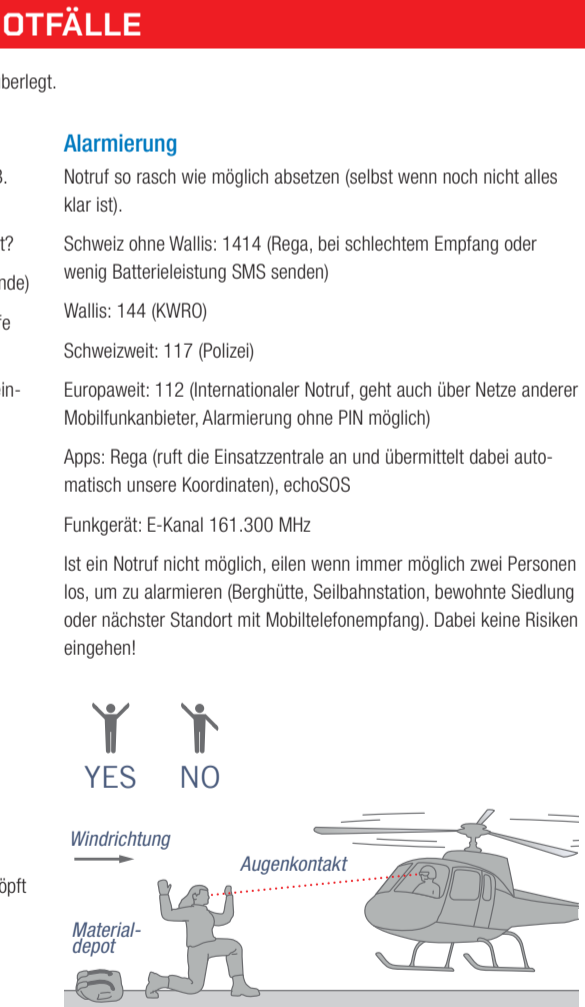 OTFÄLLE
berlegt.
3.
t?
nde)
fe
ein-
öpft
Alarmierung
Notruf so rasch wie möglich absetzen (selbst wenn noch nicht alles
klar ist).
Schweiz ohne Wallis: 1414 (Rega, bei schlechtem Empfang oder
wenig Batterieleistung SMS senden)
Wallis: 144 (KWRO)
Schweizweit: 117 (Polizei)
Europaweit: 112 (Internationaler Notruf, geht auch über Netze anderer
Mobilfunkanbieter, Alarmierung ohne PIN möglich)
Apps: Rega (ruft die Einsatzzentrale an und übermittelt dabei auto-
matisch unsere Koordinaten), echoSOS
Funkgerät: E-Kanal 161.300 MHz
Ist ein Notruf nicht möglich, eilen wenn immer möglich zwei Personen
los, um zu alarmieren (Berghütte, Seilbahnstation, bewohnte Siedlung
oder nächster Standort mit Mobiltelefonempfang). Dabei keine Risiken
eingehen!
YES NO
Windrichtung
Augenkontakt
Material-
depot